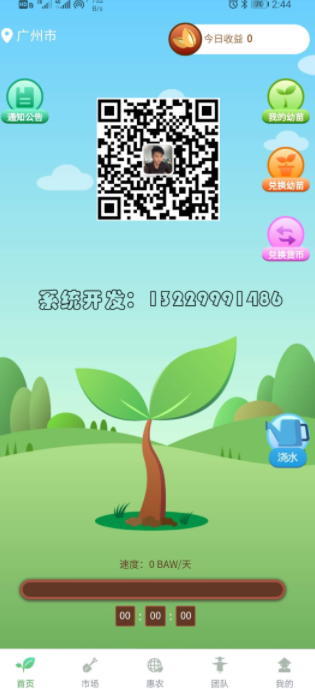 2:44
广州市
今日收益 0
通知公告
我的幼苗
兑换幼苗
兑换货币
系统开发：13229991486
浇水
速度：0 BAW/天
00 : 00 : 00
首页 市场 惠农 团队 我的